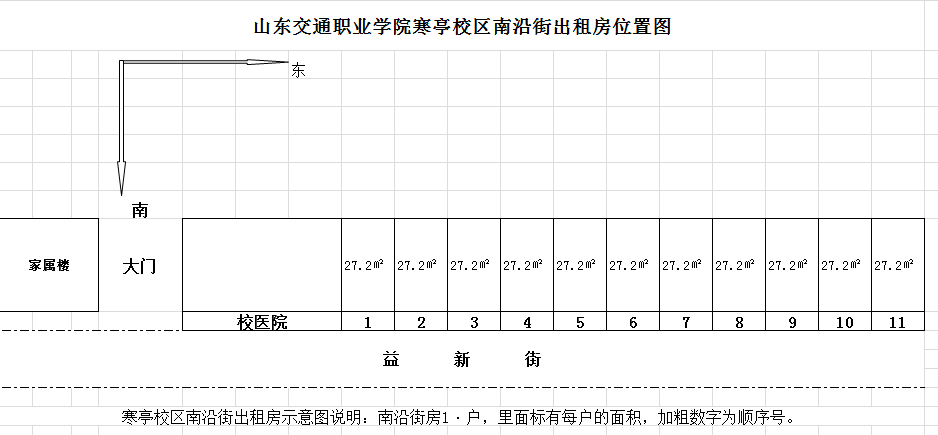 山东交通职业学院寒亭校区南沿街出租房位置图
东
南
家属楼 大门 27.2㎡ 27.2㎡ 27.2㎡ 27.2㎡ 27.2㎡ 27.2㎡ 27.2㎡ 27.2㎡ 27.2㎡ 27.2㎡ 27.2㎡
校医院 1 2 3 4 5 6 7 8 9 10 11
益新街
寒亭校区南沿街出租房示意图说明：南沿街房1·户，里面标有每户的面积，加粗数字为顺序号。